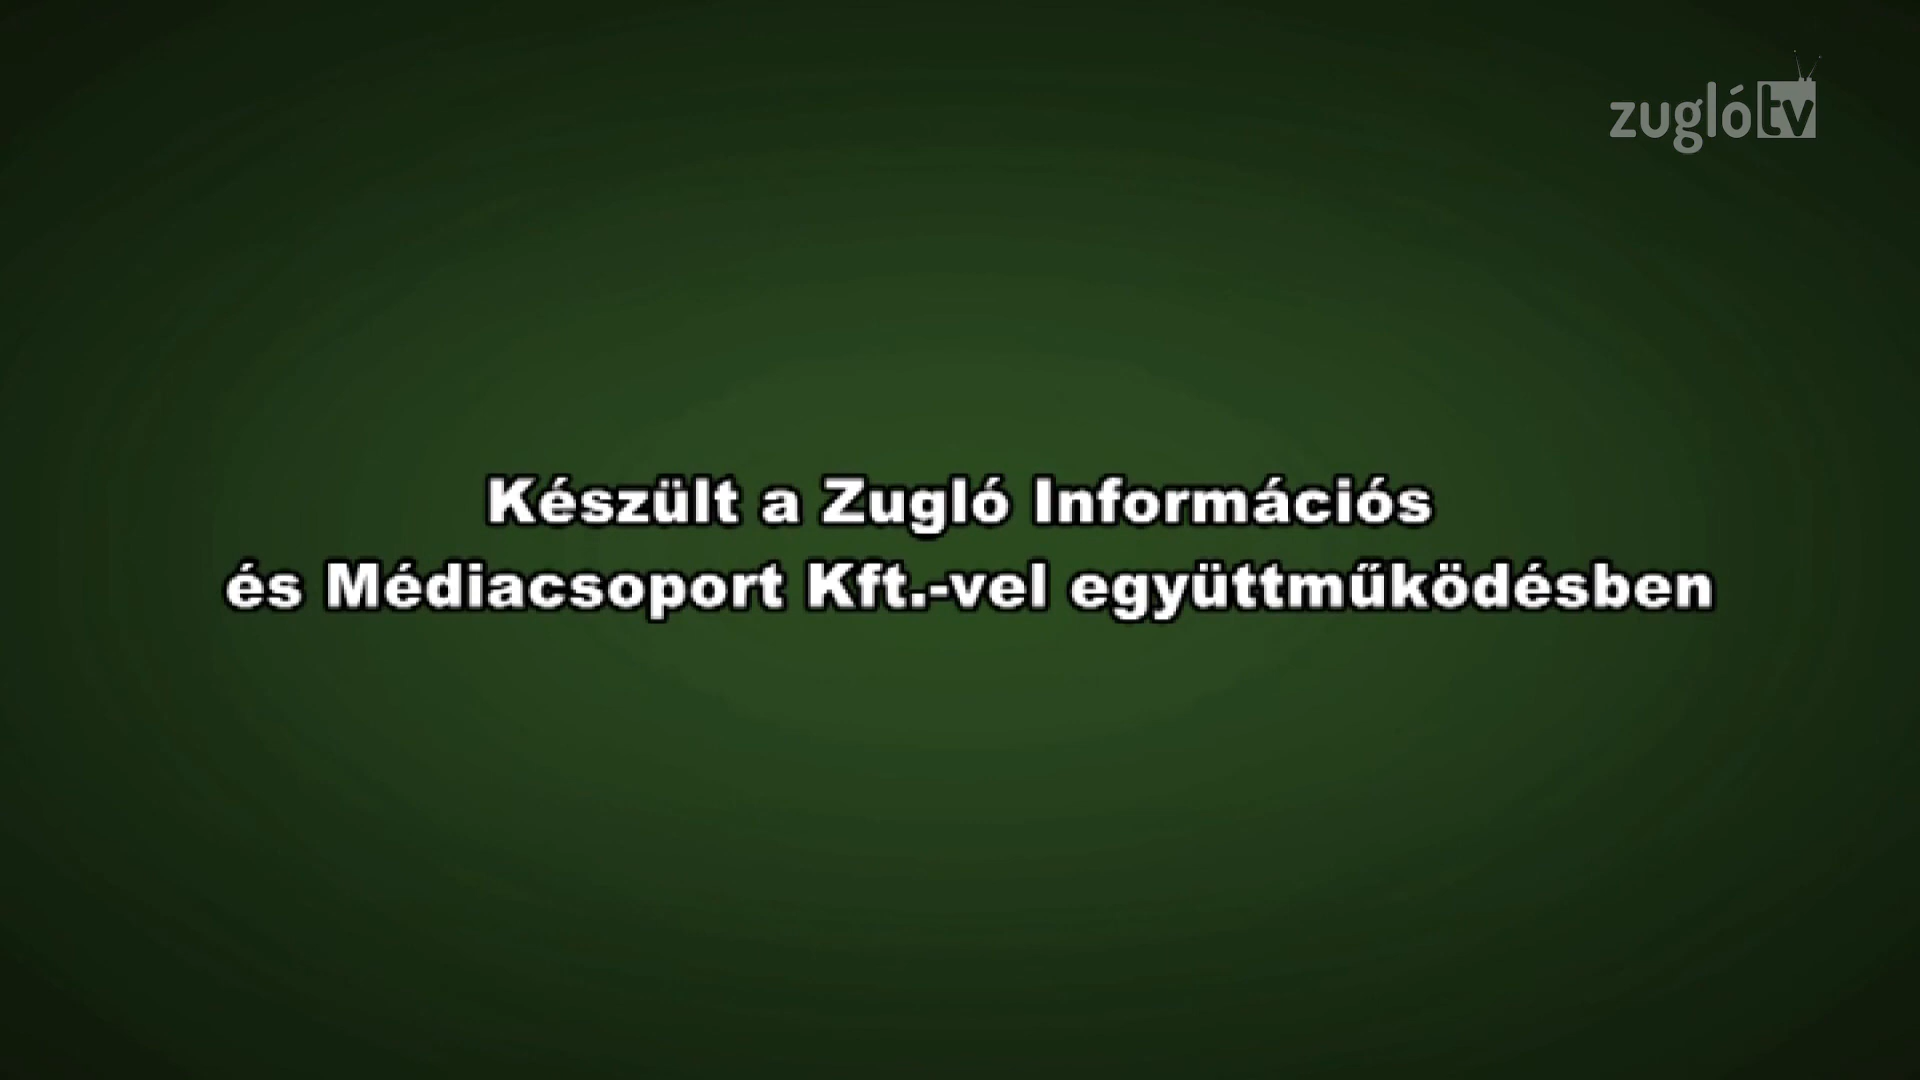 zuglótv
Készült a Zugló Információs
és Médiacsoport Kft.-vel együttműködésben